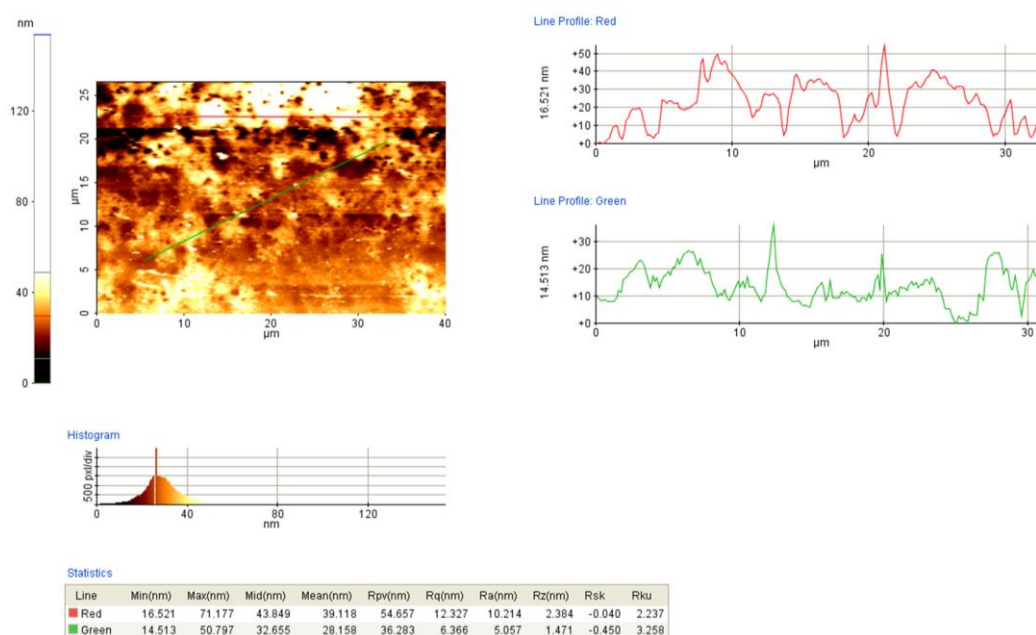 nm
120
80
40
0
25
20
15
10
5
0
µm
0 10 20 30 40
µm
Line Profile: Red
16.521 nm
+50
+40
+30
+20
+10
+0
0 10 20 30
µm
Line Profile: Green
14.513 nm
+30
+20
+10
+0
0 10 20 30
µm
Histogram
500 pxl/div
0 40 80 120
nm
Statistics
Line Min(nm) Max(nm) Mid(nm) Mean(nm) Rpv(nm) Rq(nm) Ra(nm) Rz(nm) Rsk Rku
Red 16.521 71.177 43.849 39.118 54.657 12.327 10.214 2.384 -0.040 2.237
Green 14.513 50.797 32.655 28.158 36.283 6.366 5.057 1.471 -0.450 3.258